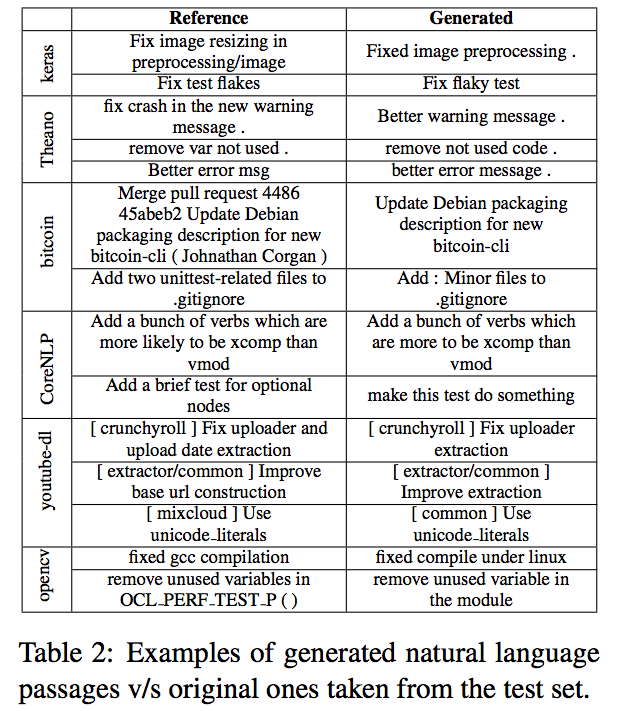 Reference Generated
keras
Fix image resizing in
preprocessing/image
Fixed image preprocessing .
Fix test flakes
Fix flaky test
Theano
fix crash in the new warning
message .
Better warning message .
remove var not used .
remove not used code .
Better error msg
better error message .
bitcoin
Merge pull request 4486
45abeb2 Update Debian
packaging description for new
bitcoin-cli ( Johnathan Corgan )
Update Debian packaging
description for new
bitcoin-cli
Add two unittest-related files to
.gitignore
Add : Minor files to
.gitignore
CoreNLP
Add a bunch of verbs which are
more likely to be xcomp than
vmod
Add a bunch of verbs which
are more to be xcomp than
vmod
Add a brief test for optional
nodes
make this test do something
youtube-dl
[ crunchyroll ] Fix uploader and
upload date extraction
[ crunchyroll ] Fix uploader
extraction
[ extractor/common ] Improve
base url construction
[ extractor/common ]
Improve extraction
[ mixcloud ] Use
unicode_literals
[ common ] Use
unicode_literals
opencv
fixed gcc compilation
fixed compile under linux
remove unused variables in
OCL_PERF_TEST_P ( )
remove unused variable in
the module
Table 2: Examples of generated natural language
passages v/s original ones taken from the test set.